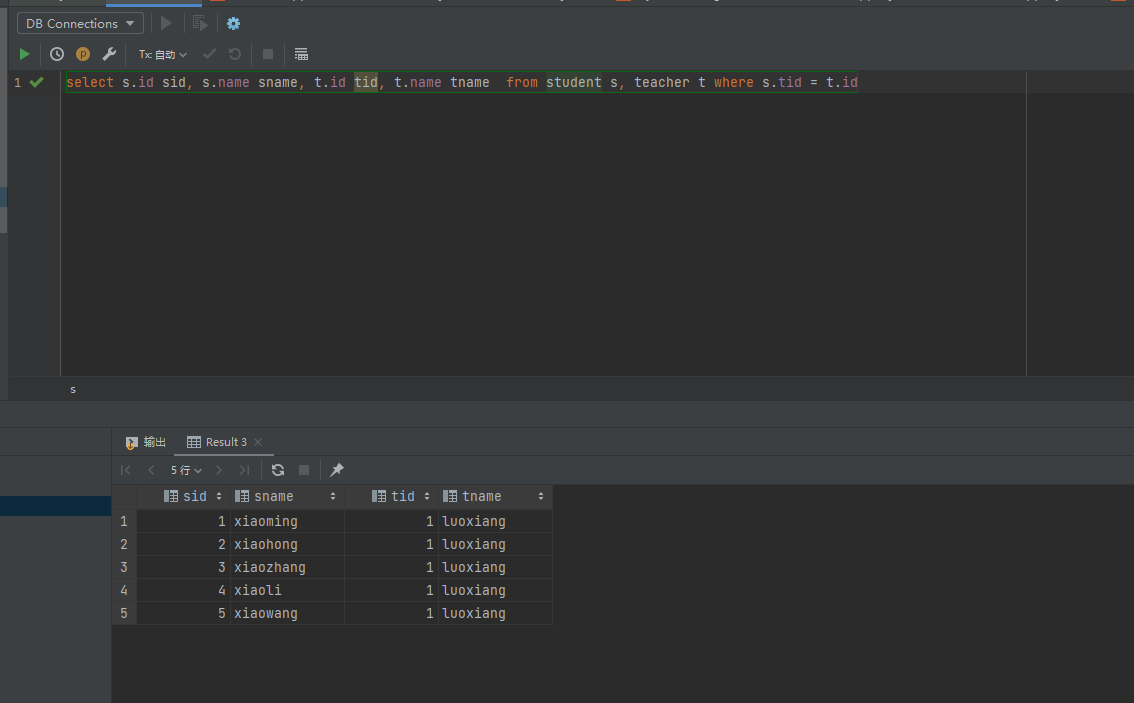 DB Connections
Tx: 自动
1 select s.id sid, s.name sname, t.id tid, t.name tname  from student s, teacher t where s.tid = t.id
s
输出 Result 3
5 行
sid sname tid tname
1 1 xiaoming 1 luoxiang
2 2 xiaohong 1 luoxiang
3 3 xiaozhang 1 luoxiang
4 4 xiaoli 1 luoxiang
5 5 xiaowang 1 luoxiang